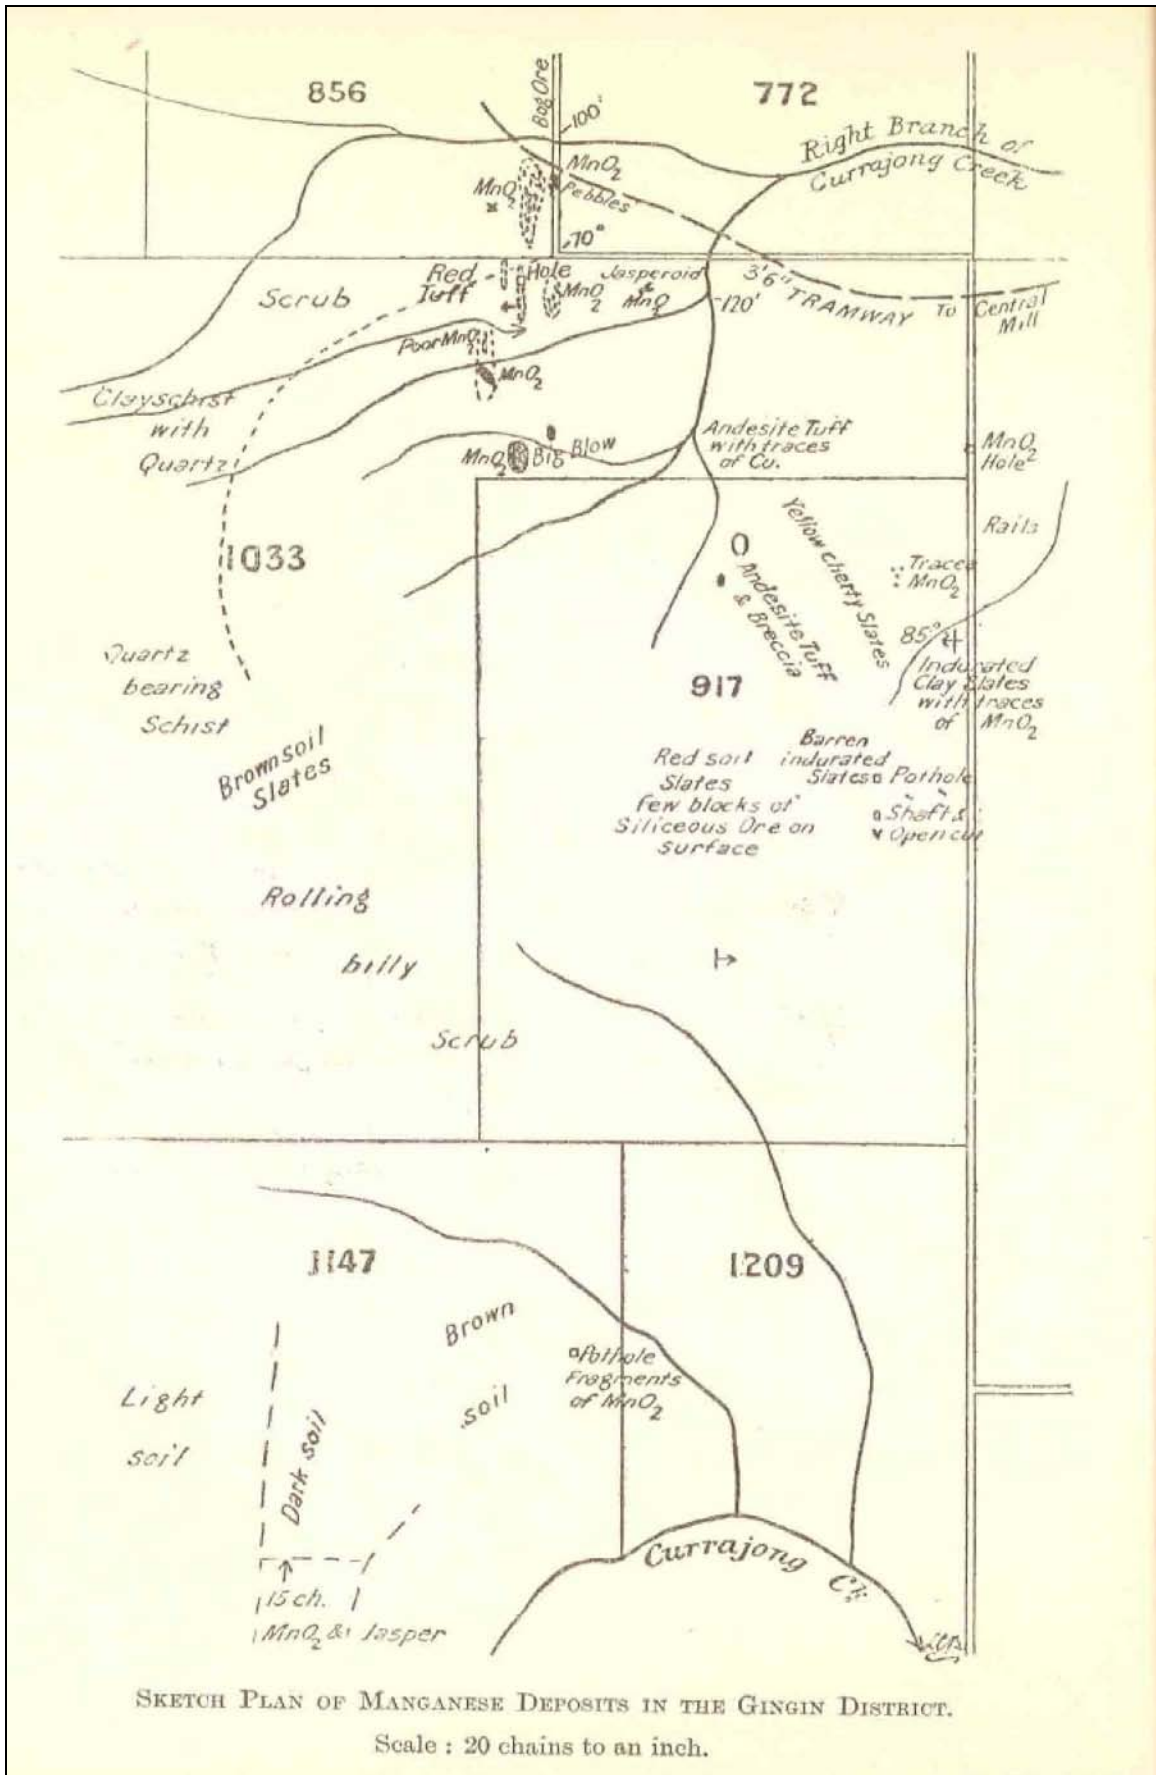 856
Bog Ore
772
100'
Right Branch of
Currajong Creek
MnO2
Pebbles
MnO2
70°
Red
Tuff
Hole
MnO2
Jasperoid
MnO2
120'
3'6" TRAMWAY To Central
Mill
Scrub
Poor MnO2
MnO2
Clayschist
with
Quartz
MnO2
Big Blow
Andesite Tuff
with traces
of Cu.
MnO2
Hole
Rails
1033
Yellow cherty Slates
Andesite Tuff
& Breccia
Traces
MnO2
85°
Indurated
Clay Slates
with traces
of MnO2
917
Quartz
bearing
Schist
Brown soil
Slates
Red soil
Slates
few blocks of
Siliceous Ore on
surface
Barren
indurated
Slates
Pothole
Shafts
Open cut
Rolling
billy
Scrub
1147
1209
Brown
soil
Pothole
Fragments
of MnO2
Light
soil
Dark soil
15 ch.
MnO2 & Jasper
Currajong Ck.
SKETCH PLAN OF MANGANESE DEPOSITS IN THE GINGIN DISTRICT.
Scale : 20 chains to an inch.